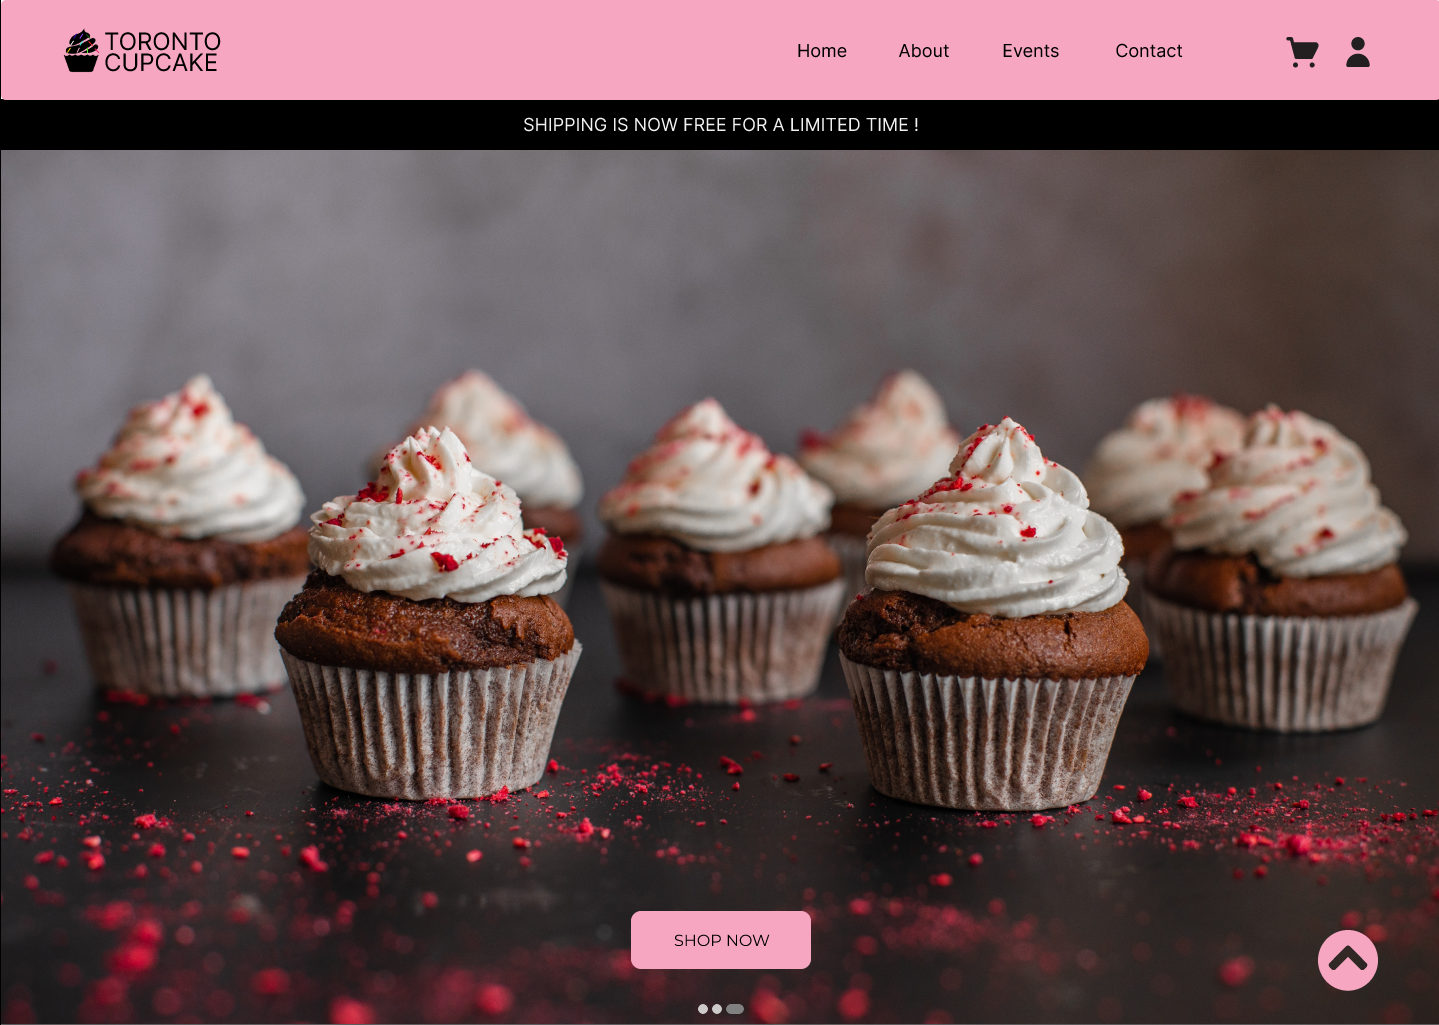 TORONTO
CUPCAKE
Home About Events Contact
SHIPPING IS NOW FREE FOR A LIMITED TIME !
SHOP NOW